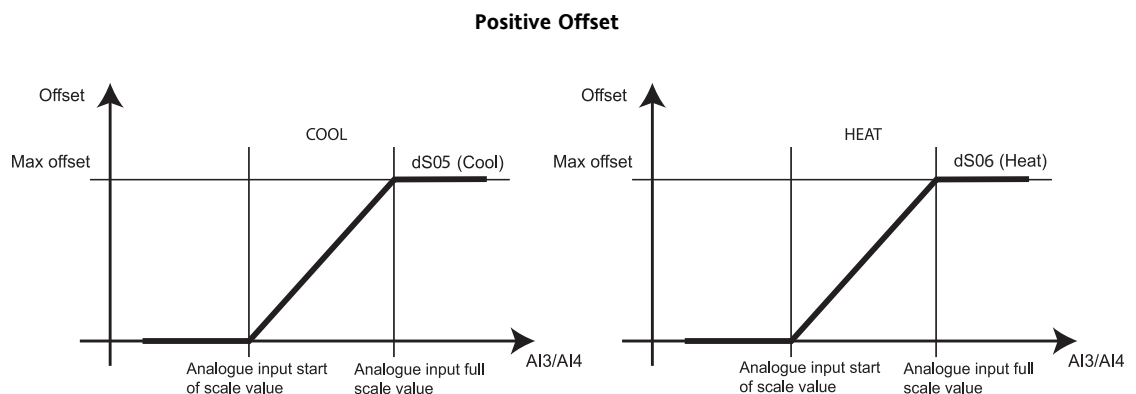 Positive Offset
Offset
COOL
Max offset
dS05 (Cool)
AI3/AI4
Analogue input start
of scale value
Analogue input full
scale value
Offset
HEAT
Max offset
dS06 (Heat)
AI3/AI4
Analogue input start
of scale value
Analogue input full
scale value